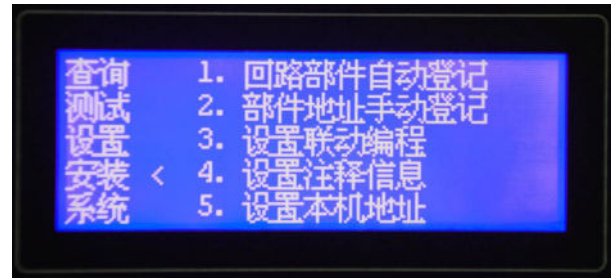 查询 1. 回路部件自动登记
测试 2. 部件地址手动登记
设置 3. 设置联动编程
安装 < 4. 设置注释信息
系统 5. 设置本机地址